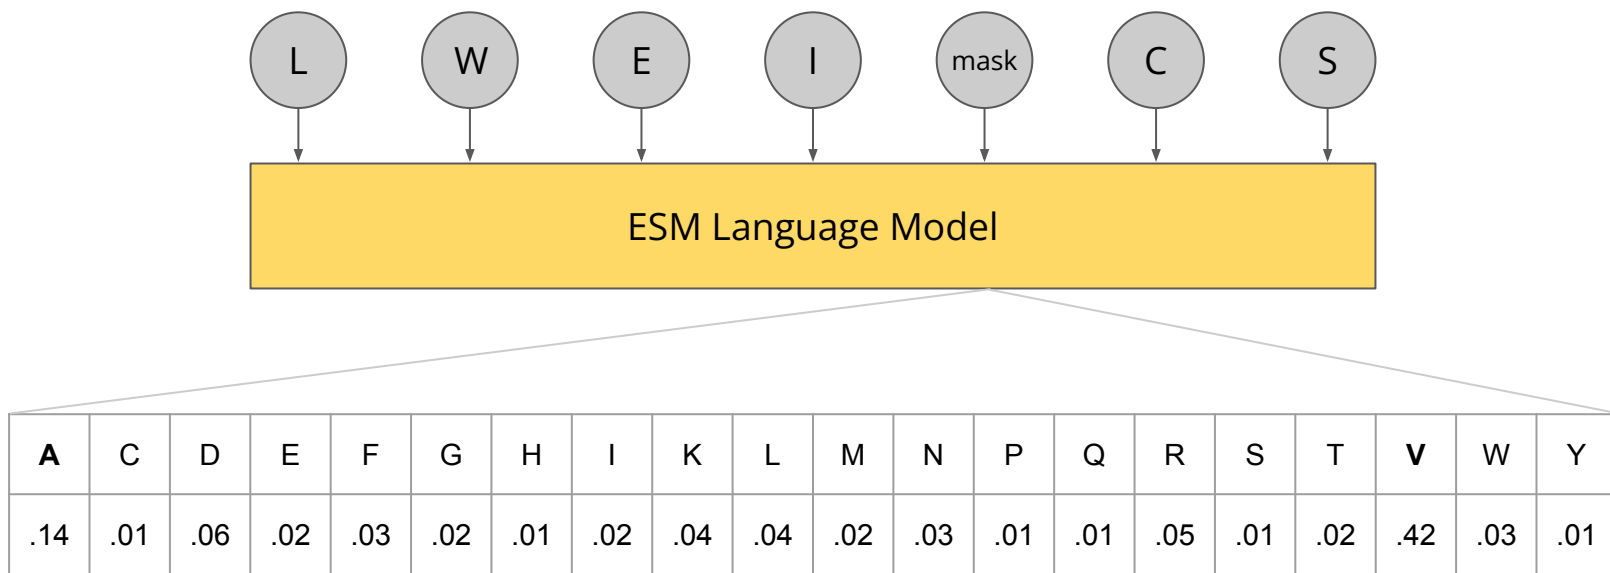 L W E I mask C S
ESM Language Model
A C D E F G H I K L M N P Q R S T V W Y
.14 .01 .06 .02 .03 .02 .01 .02 .04 .04 .02 .03 .01 .01 .05 .01 .02 .42 .03 .01